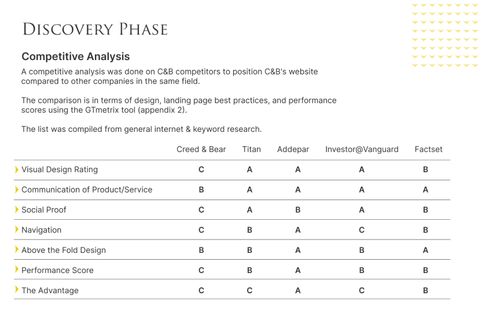 Discovery Phase
Competitive Analysis
A competitive analysis was done on C&B competitors to position C&B's website
compared to other companies in the same field.
The comparison is in terms of design, landing page best practices, and performance
scores using the GTmetrix tool (appendix 2).
The list was compiled from general internet & keyword research.
Creed & Bear Titan Addepar Investor@Vanguard Factset
Visual Design Rating C A A A B
Communication of Product/Service B A A A A
Social Proof C A B A B
Navigation C B A C B
Above the Fold Design B B A B A
Performance Score C B A B B
The Advantage C C A C B